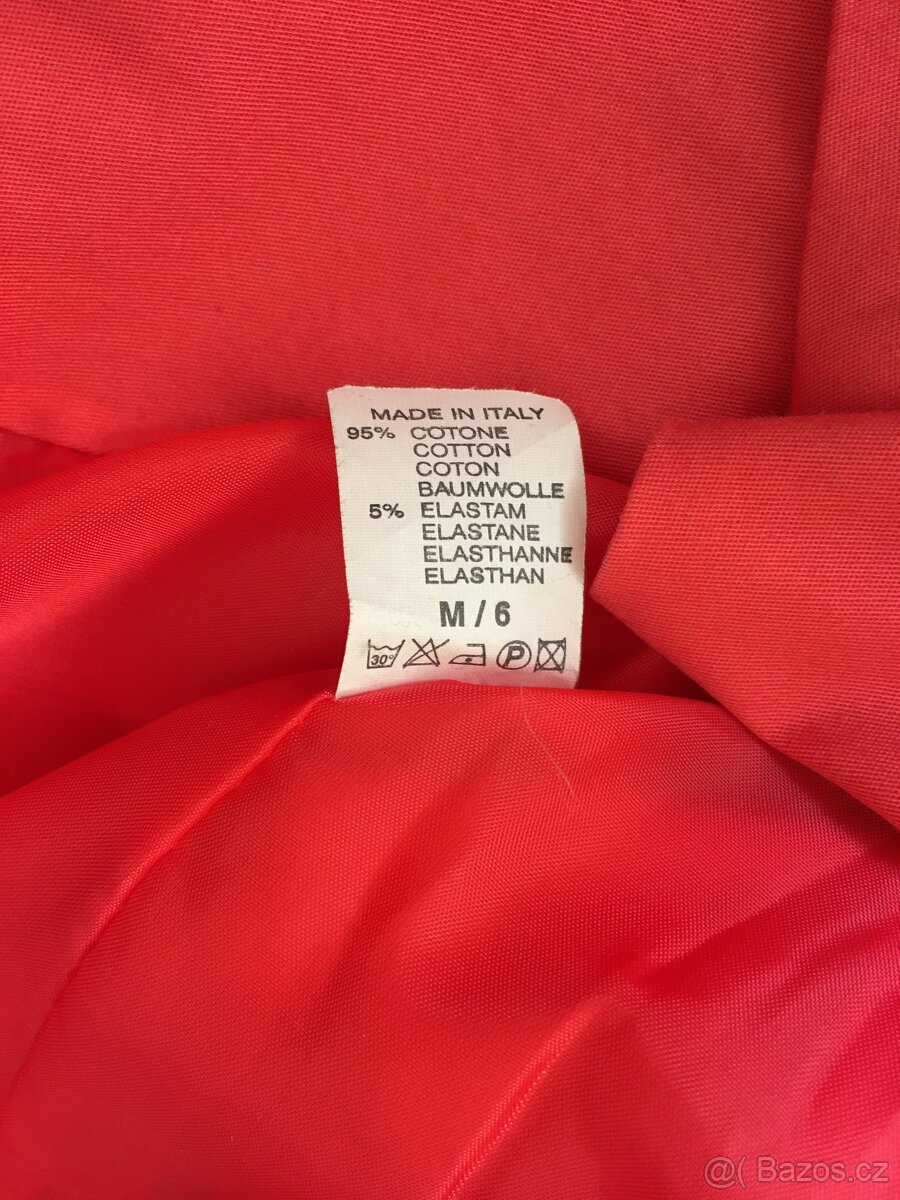 MADE IN ITALY
95% COTONE
COTTON
COTON
BAUMWOLLE
5% ELASTAM
ELASTANE
ELASTHANNE
ELASTHAN
M / 6
30° P
@( Bazos.cz